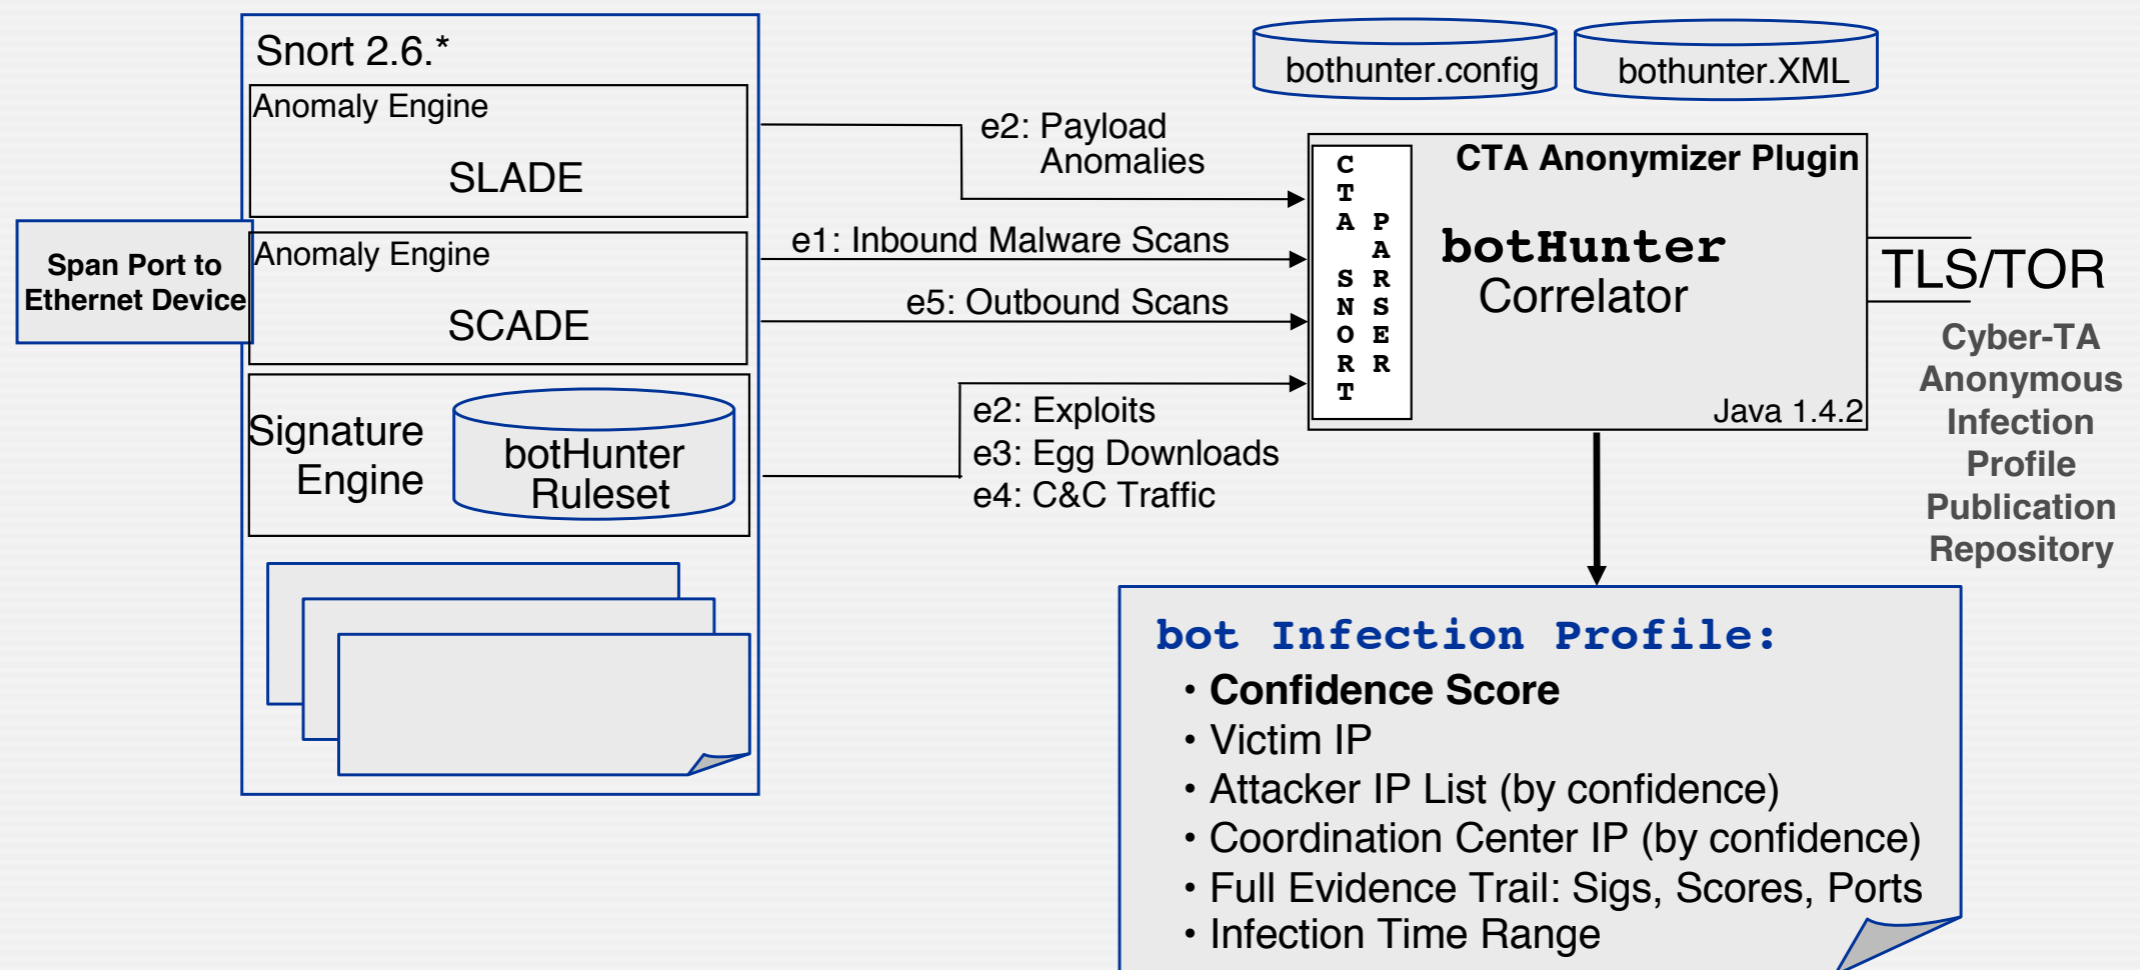 Snort 2.6.*
Anomaly Engine
SLADE
Span Port to
Ethernet Device
Anomaly Engine
SCADE
Signature
Engine
botHunter
Ruleset
e2: Payload
Anomalies
e1: Inbound Malware Scans
e5: Outbound Scans
e2: Exploits
e3: Egg Downloads
e4: C&C Traffic
bothunter.config
bothunter.XML
CTA SNORT
PARSER
CTA Anonymizer Plugin
botHunter
Correlator
Java 1.4.2
TLS/TOR
Cyber-TA
Anonymous
Infection
Profile
Publication
Repository
bot Infection Profile:
• Confidence Score
• Victim IP
• Attacker IP List (by confidence)
• Coordination Center IP (by confidence)
• Full Evidence Trail: Sigs, Scores, Ports
• Infection Time Range